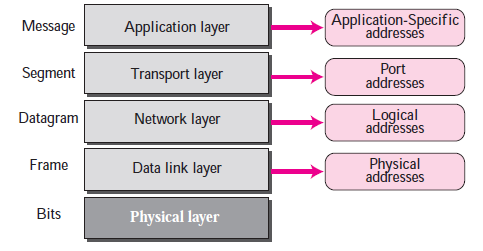 Message
Application layer
Application-Specific
addresses
Segment
Transport layer
Port
addresses
Datagram
Network layer
Logical
addresses
Frame
Data link layer
Physical
addresses
Bits
Physical layer